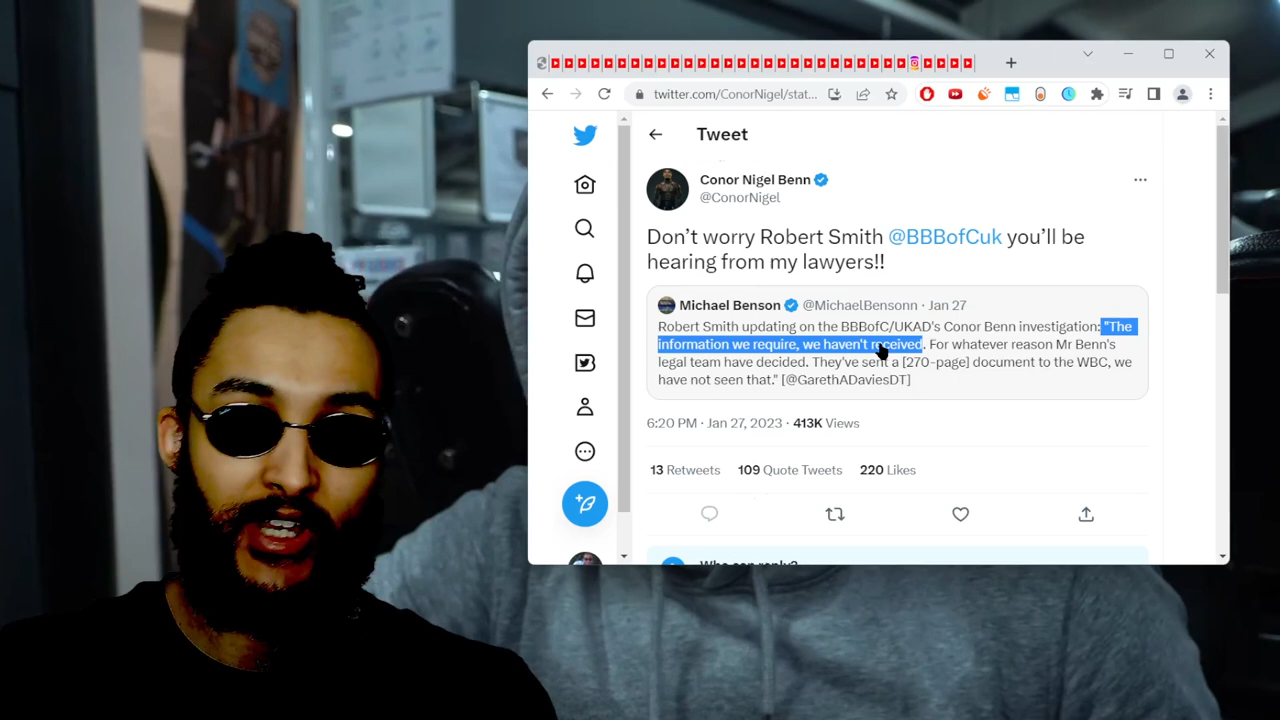 twitter.com/ConorNigel/stat...
Tweet
Conor Nigel Benn
@ConorNigel
Don’t worry Robert Smith @BBBofCuk you’ll be
hearing from my lawyers!!
Michael Benson @MichaelBensonn · Jan 27
Robert Smith updating on the BBBofC/UKAD's Conor Benn investigation: "The
information we require, we haven't received. For whatever reason Mr Benn's
legal team have decided. They've sent a [270-page] document to the WBC, we
have not seen that." [@GarethADaviesDT]
6:20 PM · Jan 27, 2023 · 413K Views
13 Retweets 109 Quote Tweets 220 Likes
Who can reply?